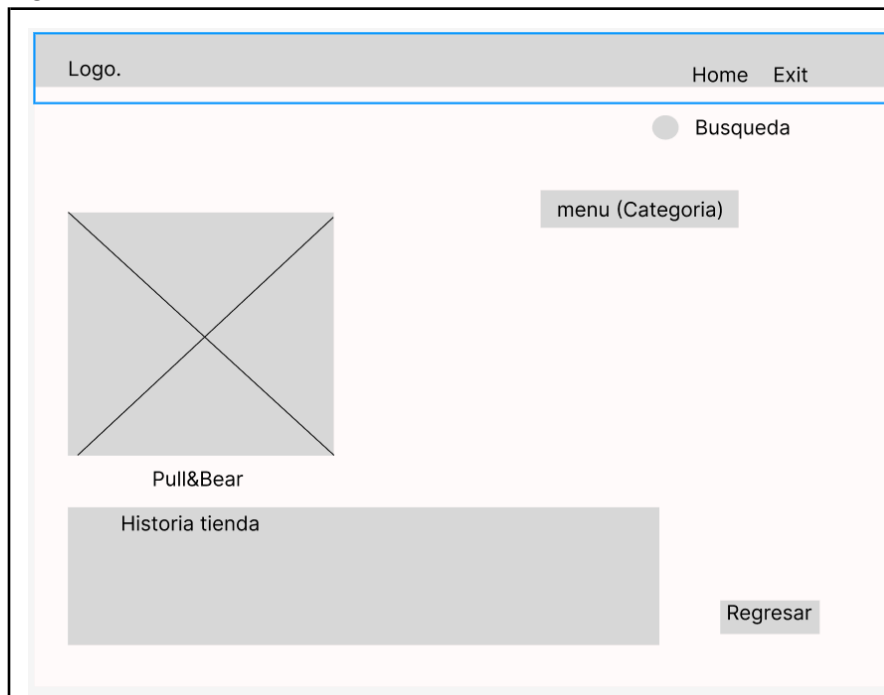 Logo.
Home Exit
Busqueda
menu (Categoria)
Pull&Bear
Historia tienda
Regresar